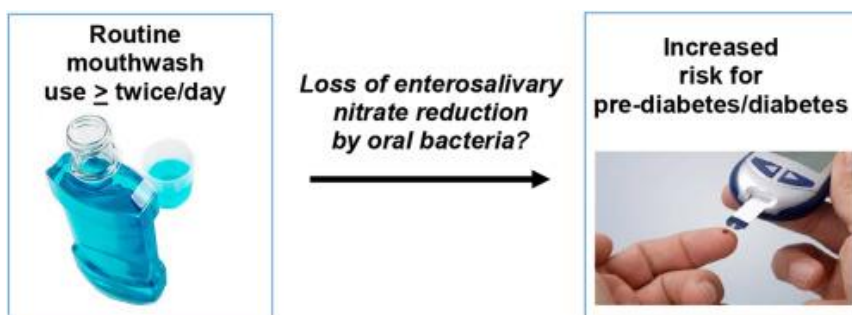 Routine
mouthwash
use ≥ twice/day
Loss of enterosalivary
nitrate reduction
by oral bacteria?
Increased
risk for
pre-diabetes/diabetes